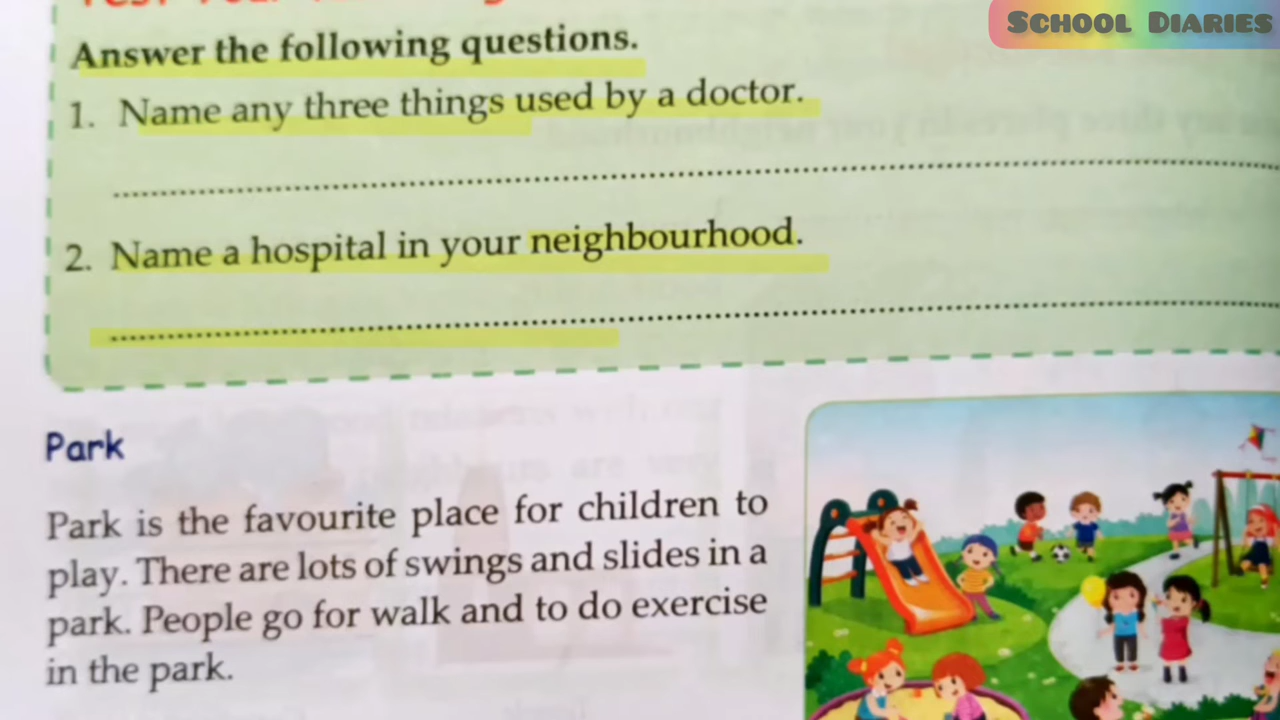 SCHOOL DIARIES
Answer the following questions.
1. Name any three things used by a doctor.
2. Name a hospital in your neighbourhood.
Park
Park is the favourite place for children to
play. There are lots of swings and slides in a
park. People go for walk and to do exercise
in the park.